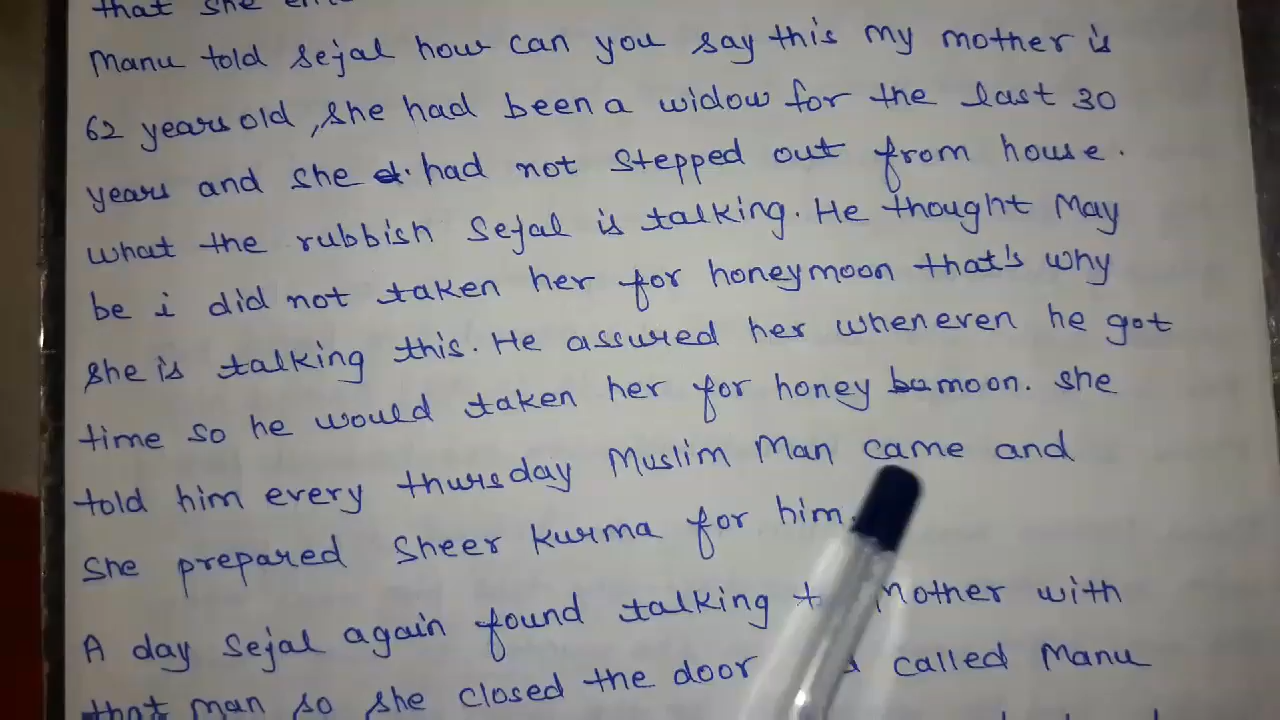 that she
Manu told Sejal how can you say this my mother is
62 years old, she had been a widow for the last 30
years and she had not stepped out from house.
what the rubbish Sejal is talking. He thought May
be i did not taken her for honeymoon that's why
she is talking this. He assured her whenever he got
time so he would taken her for honey moon. She
told him every thursday Muslim Man came and
She prepared Sheer Kurma for him.
A day Sejal again found talking mother with
that man so she closed the door called Manu